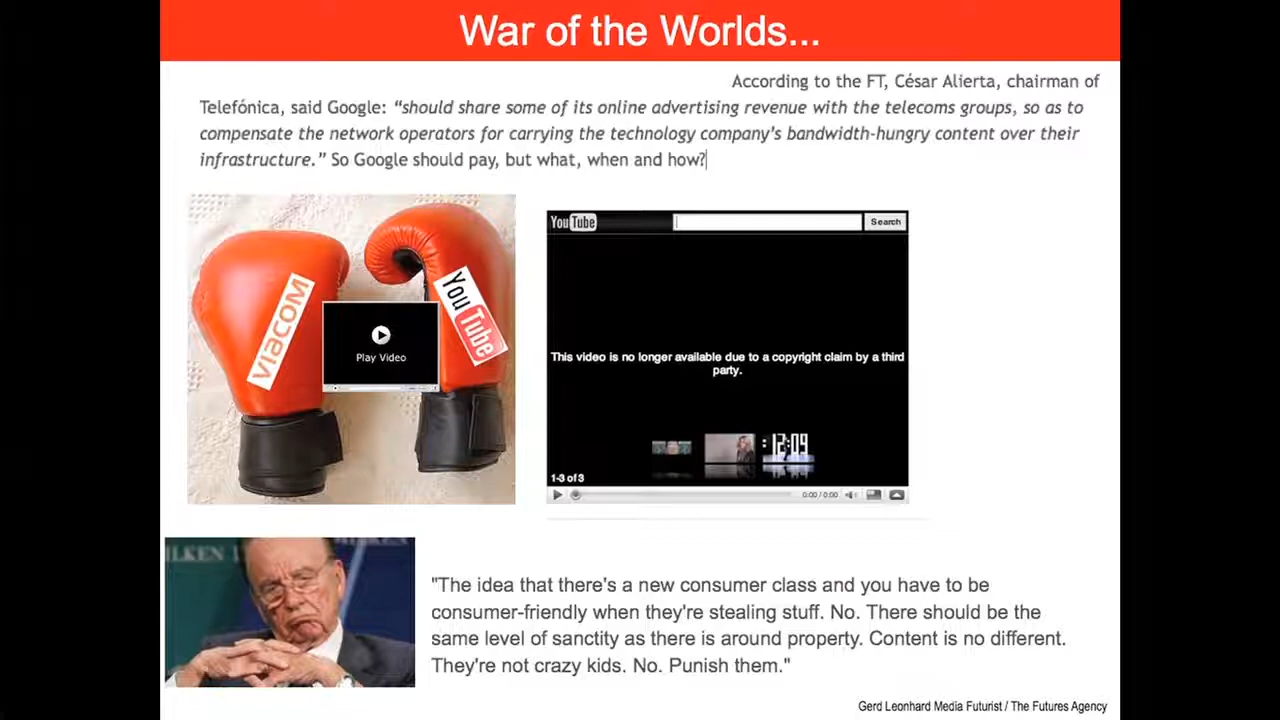 War of the Worlds...
According to the FT, César Alierta, chairman of
Telefónica, said Google: “should share some of its online advertising revenue with the telecoms groups, so as to
compensate the network operators for carrying the technology company’s bandwidth-hungry content over their
infrastructure.” So Google should pay, but what, when and how?
VIACOM
YouTube
Play Video
YouTube
Search
This video is no longer available due to a copyright claim by a third
party.
:12:09
1-3 of 3
0:00 / 0:00
ILKEN I
"The idea that there's a new consumer class and you have to be
consumer-friendly when they're stealing stuff. No. There should be the
same level of sanctity as there is around property. Content is no different.
They're not crazy kids. No. Punish them."
Gerd Leonhard Media Futurist / The Futures Agency